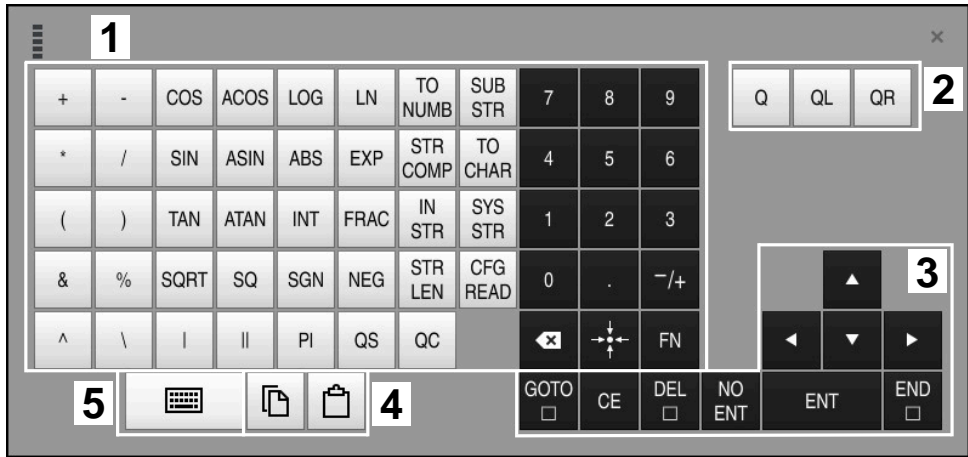 1
×
+ - COS ACOS LOG LN TO NUMB SUB STR 7 8 9 Q QL QR 2
* / SIN ASIN ABS EXP STR COMP TO CHAR 4 5 6
( ) TAN ATAN INT FRAC IN STR SYS STR 1 2 3
& % SQRT SQ SGN NEG STR LEN CFG READ 0 . −/+ 3
^ \ | || PI QS QC FN
5 4 GOTO □ CE DEL □ NO ENT ENT END □